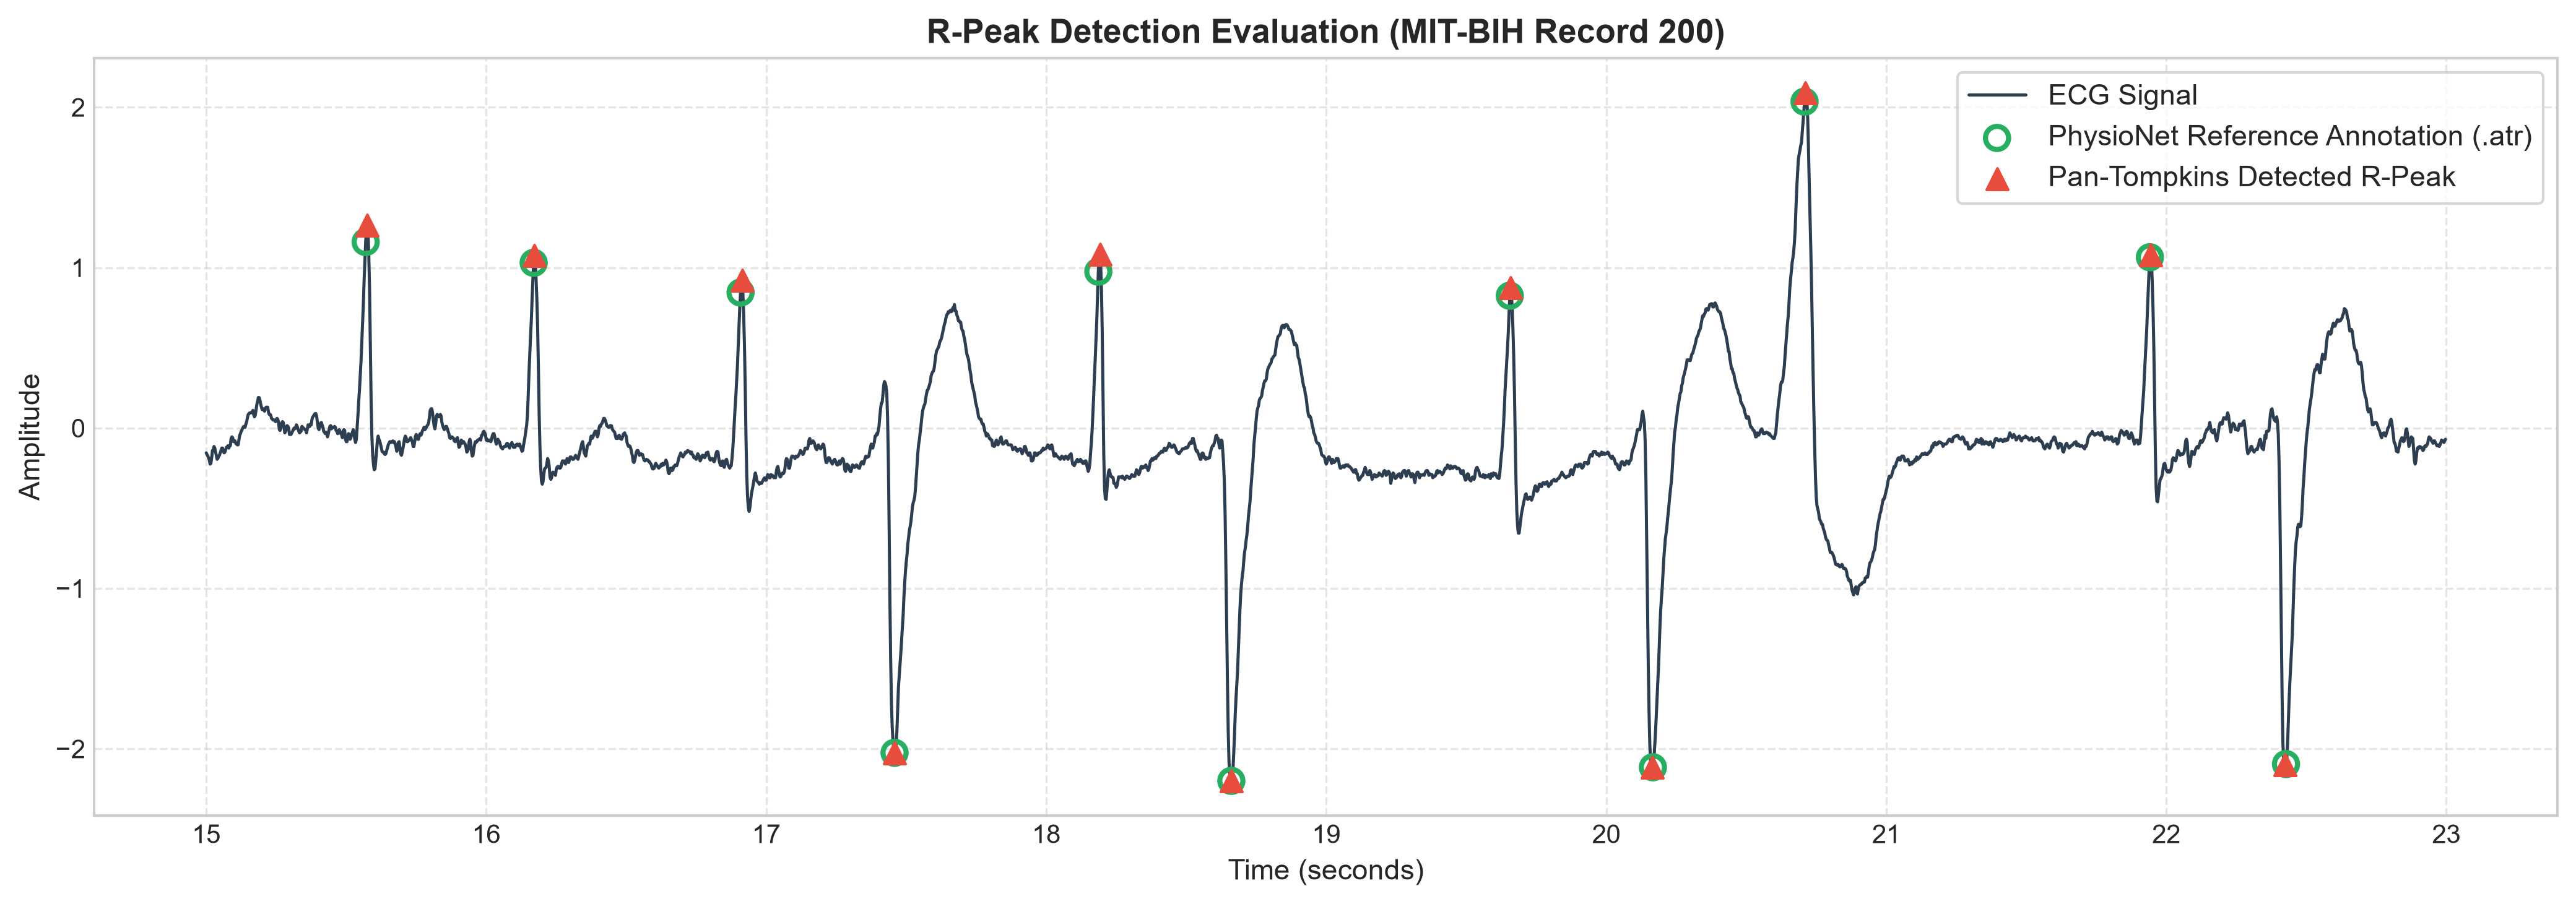 R-Peak Detection Evaluation (MIT-BIH Record 200)
ECG Signal
PhysioNet Reference Annotation (.atr)
Pan-Tompkins Detected R-Peak
Amplitude
2
1
0
−1
−2
15 16 17 18 19 20 21 22 23
Time (seconds)